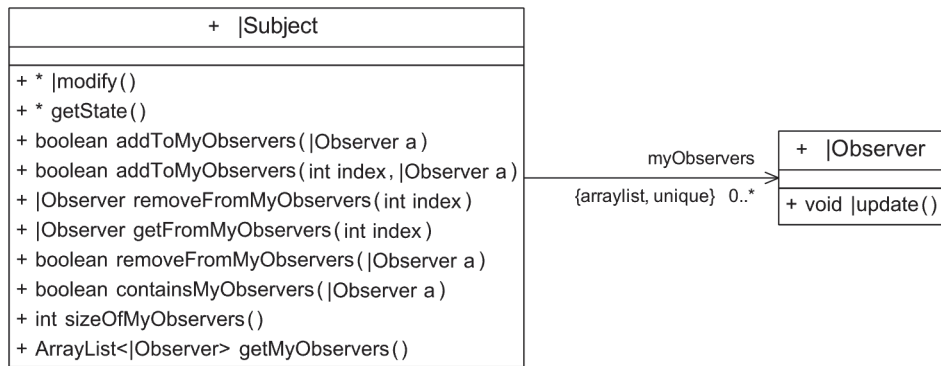 + |Subject
+ * |modify()
+ * getState()
+ boolean addToMyObservers(|Observer a)
+ boolean addToMyObservers(int index, |Observer a)
+ |Observer removeFromMyObservers(int index)
+ |Observer getFromMyObservers(int index)
+ boolean removeFromMyObservers(|Observer a)
+ boolean containsMyObservers(|Observer a)
+ int sizeOfMyObservers()
+ ArrayList<|Observer> getMyObservers()
myObservers
{arraylist, unique} 0..*
+ |Observer
+ void |update()